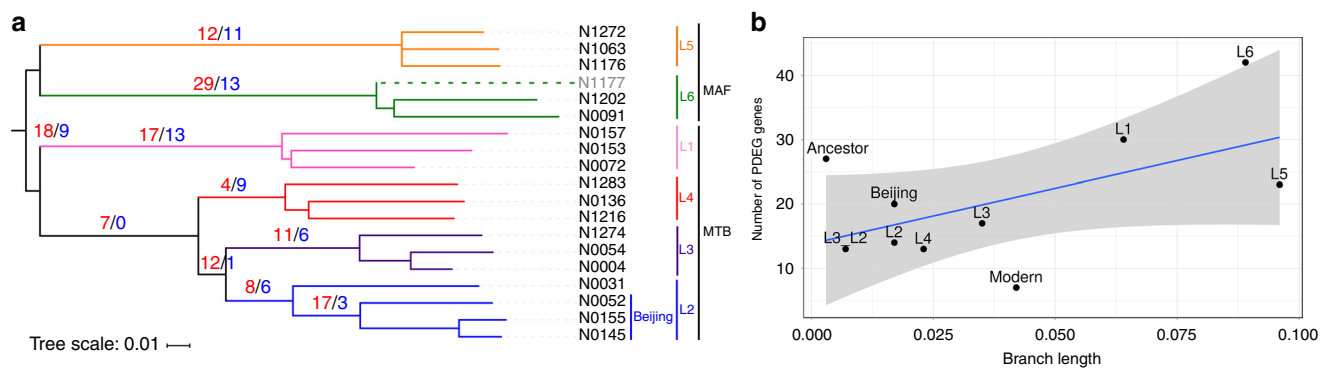 a
12/11
29/13
18/9
17/13
4/9
7/0
11/6
12/1
8/6
17/3
N1272
N1063
N1176
N1177
N1202
N0091
N0157
N0153
N0072
N1283
N0136
N1216
N1274
N0054
N0004
N0031
N0052
N0155
N0145
L5
L6
L1
L4
L3
L2
Beijing
MAF
MTB
Tree scale: 0.01
b
Number of PDEG genes
40
30
20
10
Ancestor
L3_L2
Beijing
L2
L4
L3
Modern
L1
L6
L5
0.000
0.025
0.050
0.075
0.100
Branch length